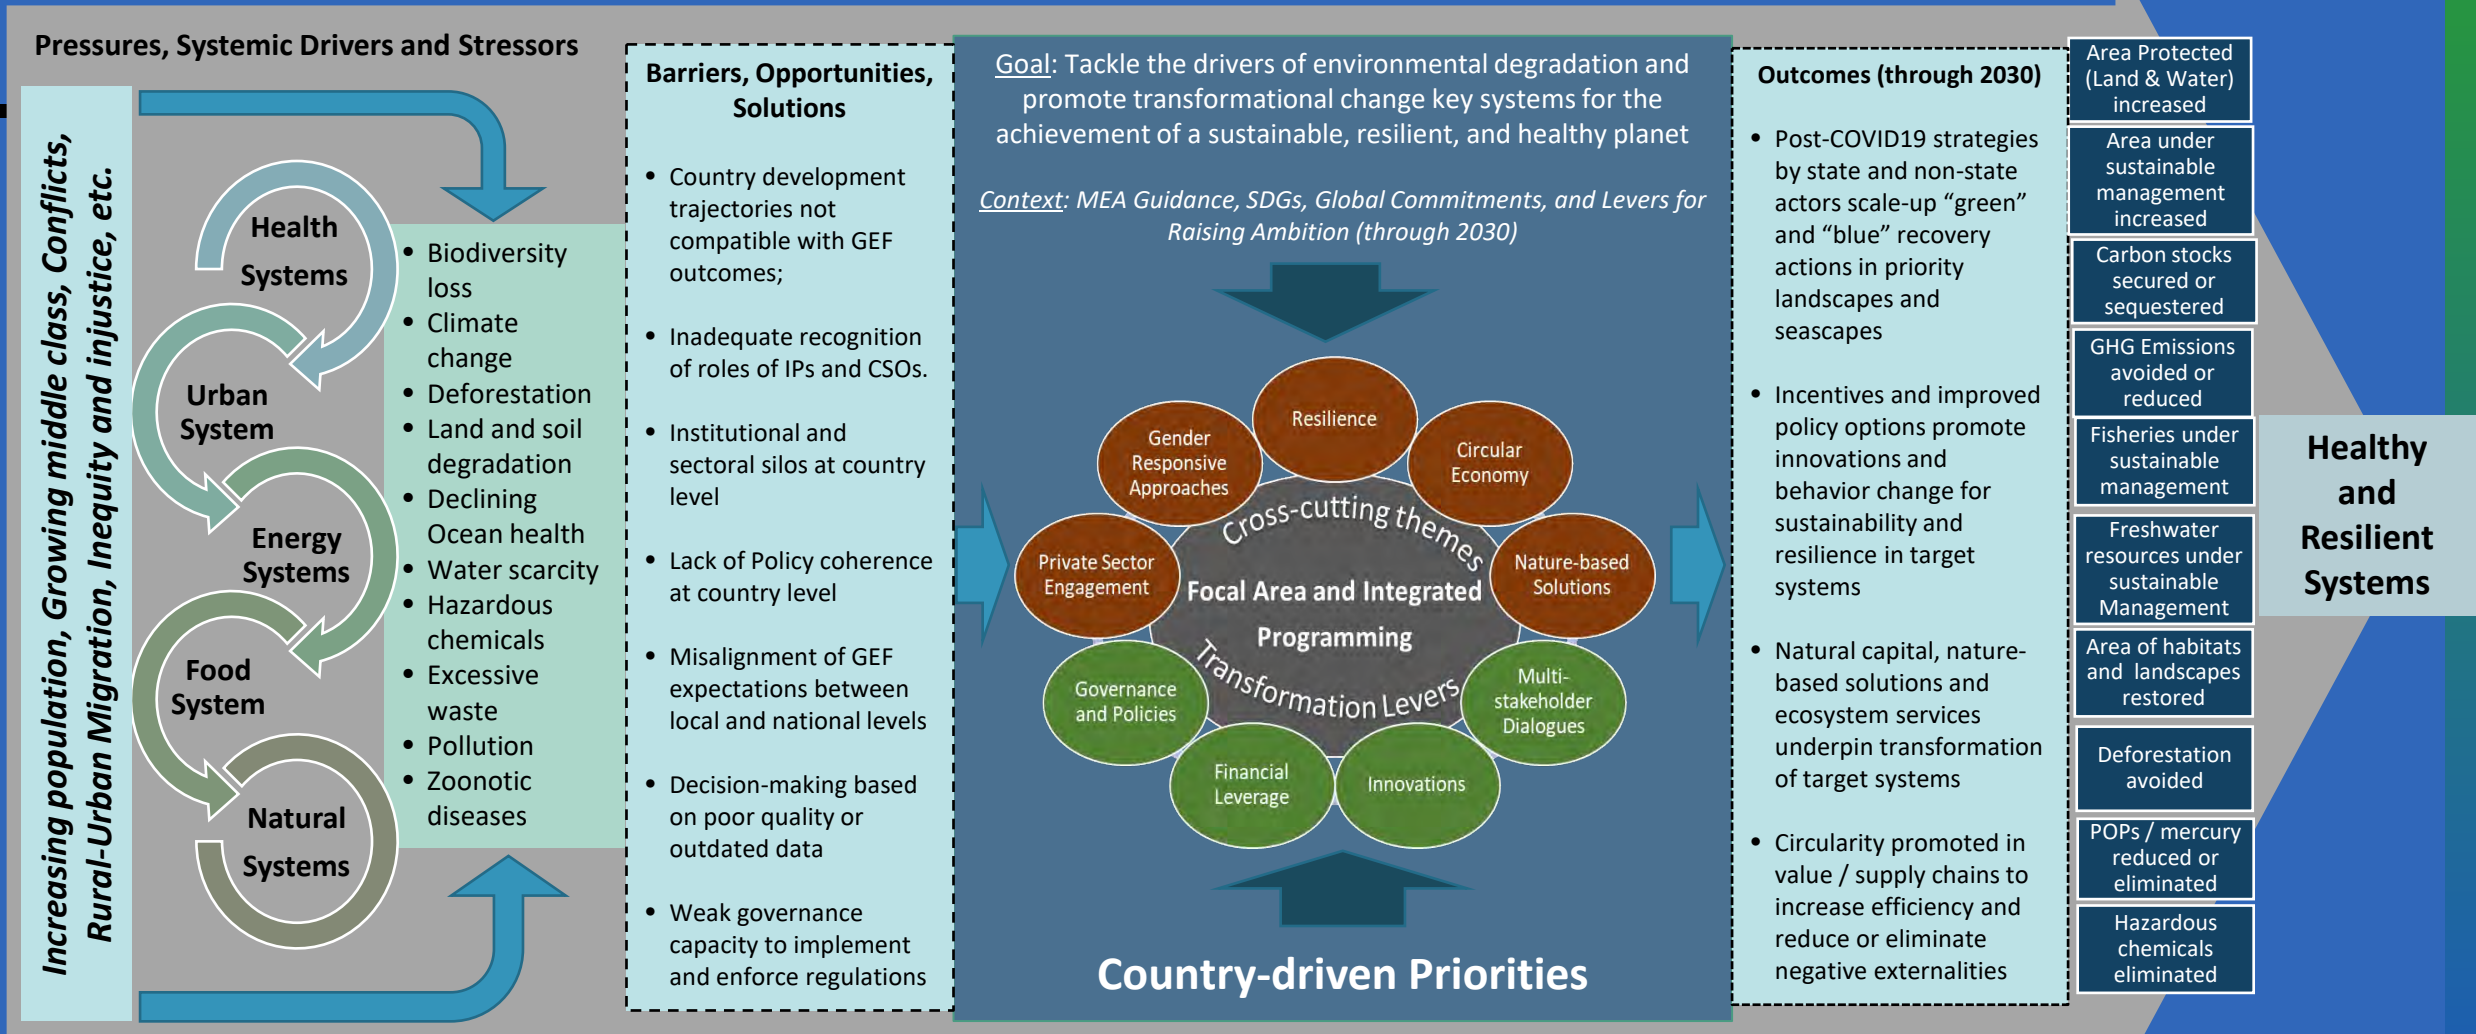 Pressures, Systemic Drivers and Stressors
Increasing population, Growing middle class, Conflicts,
Rural-Urban Migration, Inequity and injustice, etc.
Health
Systems
Urban
System
Energy
Systems
Food
System
Natural
Systems
• Biodiversity
loss
• Climate
change
• Deforestation
• Land and soil
degradation
• Declining
Ocean health
• Water scarcity
• Hazardous
chemicals
• Excessive
waste
• Pollution
• Zoonotic
diseases
Barriers, Opportunities,
Solutions
• Country development
trajectories not
compatible with GEF
outcomes;
• Inadequate recognition
of roles of IPs and CSOs.
• Institutional and
sectoral silos at country
level
• Lack of Policy coherence
at country level
• Misalignment of GEF
expectations between
local and national levels
• Decision-making based
on poor quality or
outdated data
• Weak governance
capacity to implement
and enforce regulations
Goal: Tackle the drivers of environmental degradation and
promote transformational change key systems for the
achievement of a sustainable, resilient, and healthy planet
Context: MEA Guidance, SDGs, Global Commitments, and Levers for
Raising Ambition (through 2030)
Resilience
Gender
Responsive
Approaches
Circular
Economy
Private Sector
Engagement
Nature-based
Solutions
Cross-cutting themes
Focal Area and Integrated
Programming
Transformation Levers
Governance
and Policies
Multi-
stakeholder
Dialogues
Financial
Leverage
Innovations
Country-driven Priorities
Outcomes (through 2030)
• Post-COVID19 strategies
by state and non-state
actors scale-up “green”
and “blue” recovery
actions in priority
landscapes and
seascapes
• Incentives and improved
policy options promote
innovations and
behavior change for
sustainability and
resilience in target
systems
• Natural capital, nature-
based solutions and
ecosystem services
underpin transformation
of target systems
• Circularity promoted in
value / supply chains to
increase efficiency and
reduce or eliminate
negative externalities
Area Protected
(Land & Water)
increased
Area under
sustainable
management
increased
Carbon stocks
secured or
sequestered
GHG Emissions
avoided or
reduced
Fisheries under
sustainable
management
Freshwater
resources under
sustainable
Management
Area of habitats
and landscapes
restored
Deforestation
avoided
POPs / mercury
reduced or
eliminated
Hazardous
chemicals
eliminated
Healthy
and
Resilient
Systems